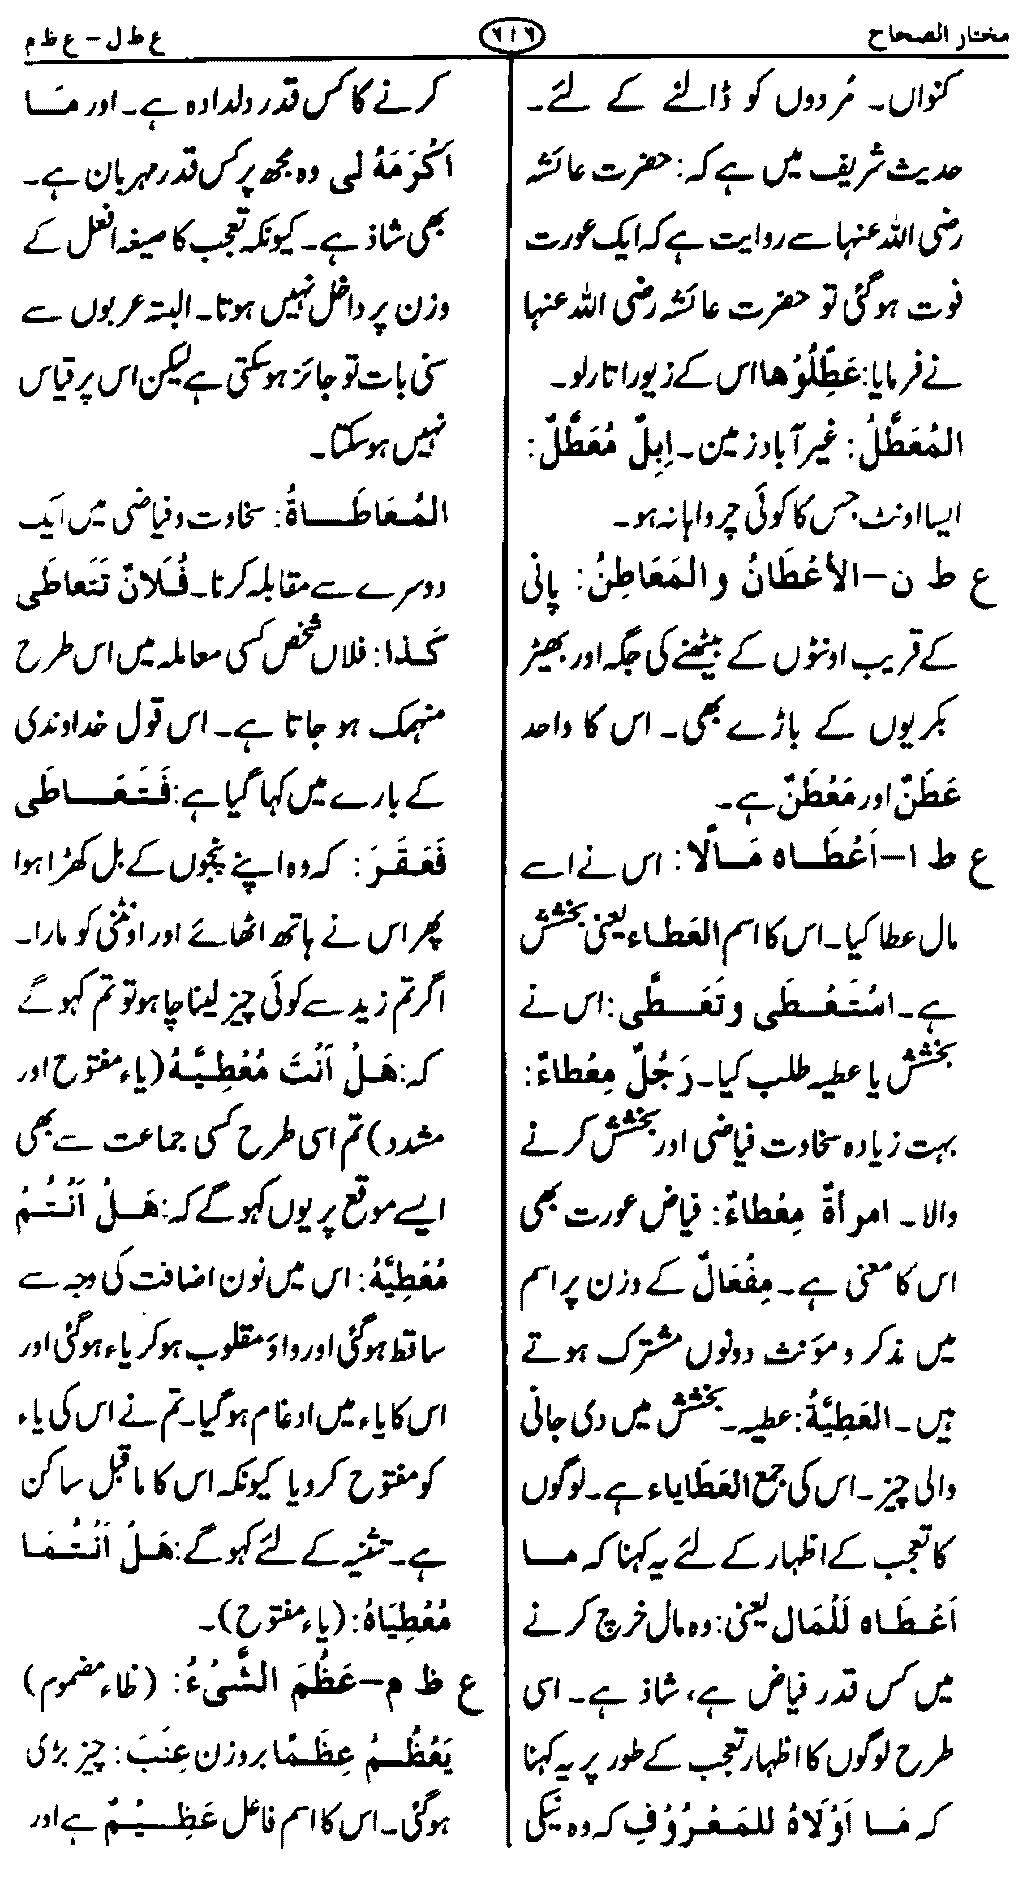 مختار الصحاح
٦١٦
ع ط ل – ع ظ م
کنواں۔ مُردوں کو ڈالنے کے لئے۔
حدیث شریف میں ہے کہ: حضرت عائشہ
رضی اللہ عنہا سے روایت ہے کہ ایک عورت
فوت ہوگئی تو حضرت عائشہ رضی اللہ عنہا
نے فرمایا: عَطِّلُوْها اس کے زیور اتارلو۔
المُعَطَّلُ: غیر آباد زمین۔ اِبِلٌ مُعَطَّلٌ:
ایسا اونٹ جس کا کوئی چرواہا نہ ہو۔
ع ط ن – الأعْطَانُ والمَعَاطِنُ: پانی
کے قریب اونٹوں کے بیٹھنے کی جگہ اور بھیڑ
بکریوں کے باڑے بھی۔ اس کا واحد
عَطَنٌ اور مَعْطَنٌ ہے۔
ع ط ا – اَعْطَاه مَالًا: اس نے اسے
مال عطا کیا۔ اس کا اسم العَطاء یعنی بخشش
ہے۔ اسْتَعْطَی وتَعَطَّی: اس نے
بخشش یا عطیہ طلب کیا۔ رَجُلٌ مِعْطاءٌ:
بہت زیادہ سخاوت فیاضی اور بخشش کرنے
والا۔ امرأةٌ مِعْطاءٌ: فیاض عورت بھی
اس کا معنی ہے۔ مِفْعَالٌ کے وزن پر اسم
میں مذکر و مؤنث دونوں مشترک ہوتے
ہیں۔ العَطِيَّةُ: عطیہ۔ بخشش میں دی جانی
والی چیز۔ اس کی جمع العَطَایاء ہے۔ لوگوں
کا تعجب کے اظہار کے لئے یہ کہنا کہ مَا
اَعْطَاه لَلْمَال یعنی: وہ مال خرچ کرنے
میں کس قدر فیاض ہے، شاذ ہے۔ اسی
طرح لوگوں کا اظہار تعجب کے طور پر یہ کہنا
کہ مَا اَوْلَاهُ للمَعْرُوْفِ کہ وہ نیکی
کرنے کا کس قدر دلدادہ ہے۔ اور مَا
اَكْرَمَهُ لی وہ مجھ پر کس قدر مہربان ہے۔
بھی شاذ ہے۔ کیونکہ تعجب کا صیغہ افعل کے
وزن پر داخل نہیں ہوتا۔ البتہ عربوں سے
سنی بات تو جائز ہوسکتی ہے لیکن اس پر قیاس
نہیں ہوسکتا۔
المُعَاطَاةُ: سخاوت و فیاضی میں ایک
دوسرے سے مقابلہ کرنا۔ فُلَانٌ تَتَعاطَی
كَذا: فلاں شخص کسی معاملہ میں اس طرح
منہمک ہو جاتا ہے۔ اس قول خداوندی
کے بارے میں کہا گیا ہے: فَتَعَاطَی
فَعَقَرَ: کہ وہ اپنے پنجوں کے بل کھڑا ہوا
پھر اس نے ہاتھ اٹھائے اور اونٹنی کو مارا۔
اگر تم زید سے کوئی چیز لینا چاہو تو تم کہو گے
کہ: هَلْ اَنْتَ مُعْطِيَّهُ (یاء مفتوح اور
مشدد) تم اسی طرح کسی جماعت سے بھی
ایسے موقع پر یوں کہو گے کہ: هَلْ اَنْتُمْ
مُعْطِيَّهُ: اس میں نون اضافت کی وجہ سے
ساقط ہوگئی اور واؤ مقلوب ہوکر یاء ہوگئی اور
اس کا یاء میں ادغام ہوگیا۔ تم نے اس کی یاء
کو مفتوح کردیا کیونکہ اس کا ماقبل ساکن
ہے۔ تثنیہ کے لئے کہو گے: هَلْ اَنْتُمَا
مُعْطِيَاهُ: (یاء مفتوح)۔
ع ظ م – عَظُمَ الشَّیْءُ: (ظاء مضموم)
يَعْظُمُ عِظَمًا بروزن عِنَبَ: چیز بڑی
ہوگئی۔ اس کا اسم فاعل عَظِيْمٌ ہے اور